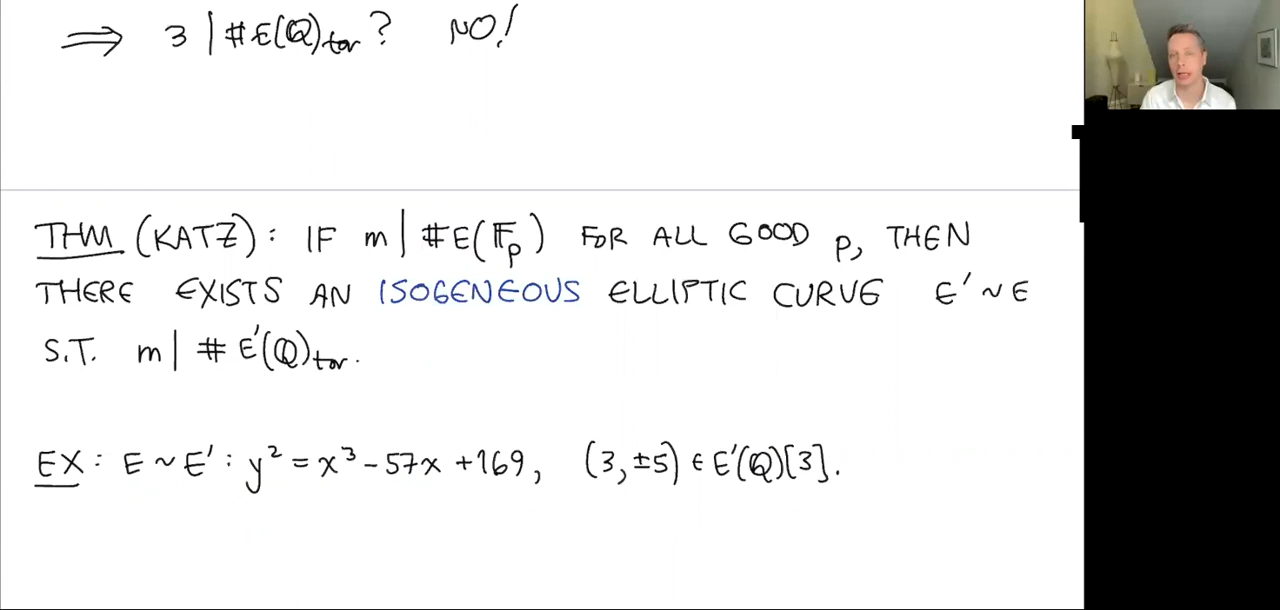 ⟹ 3 | #E(ℚ)tor ? NO!
THM (KATZ): IF m | #E(𝔽p) FOR ALL GOOD p, THEN
THERE EXISTS AN ISOGENEOUS ELLIPTIC CURVE E' ~ E
S.T. m | # E'(ℚ)tor.
EX: E ~ E' : y² = x³ - 57x + 169, (3, ±5) ∈ E'(ℚ)[3].